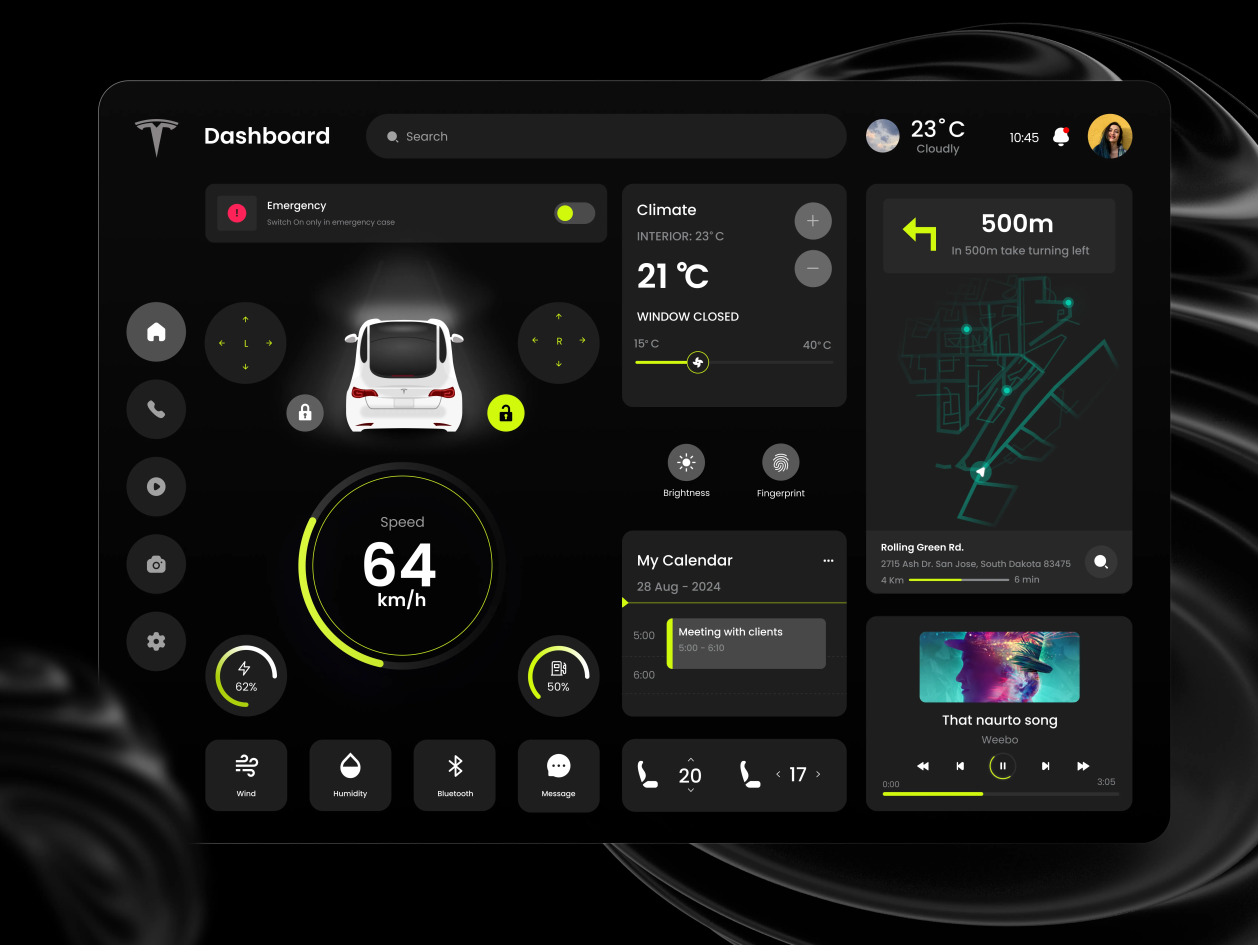 Dashboard
Search
23°C
Cloudly
10:45
Emergency
Switch On only in emergency case
L
R
Speed
64
km/h
62%
50%
Wind
Humidity
Bluetooth
Message
Climate
INTERIOR: 23°C
21 °C
WINDOW CLOSED
15°C
40°C
Brightness
Fingerprint
My Calendar
28 Aug - 2024
5:00
Meeting with clients
5:00 - 6:10
6:00
20
17
500m
In 500m take turning left
Rolling Green Rd.
2715 Ash Dr. San Jose, South Dakota 83475
4 Km
6 min
That naurto song
Weebo
0:00
3:05